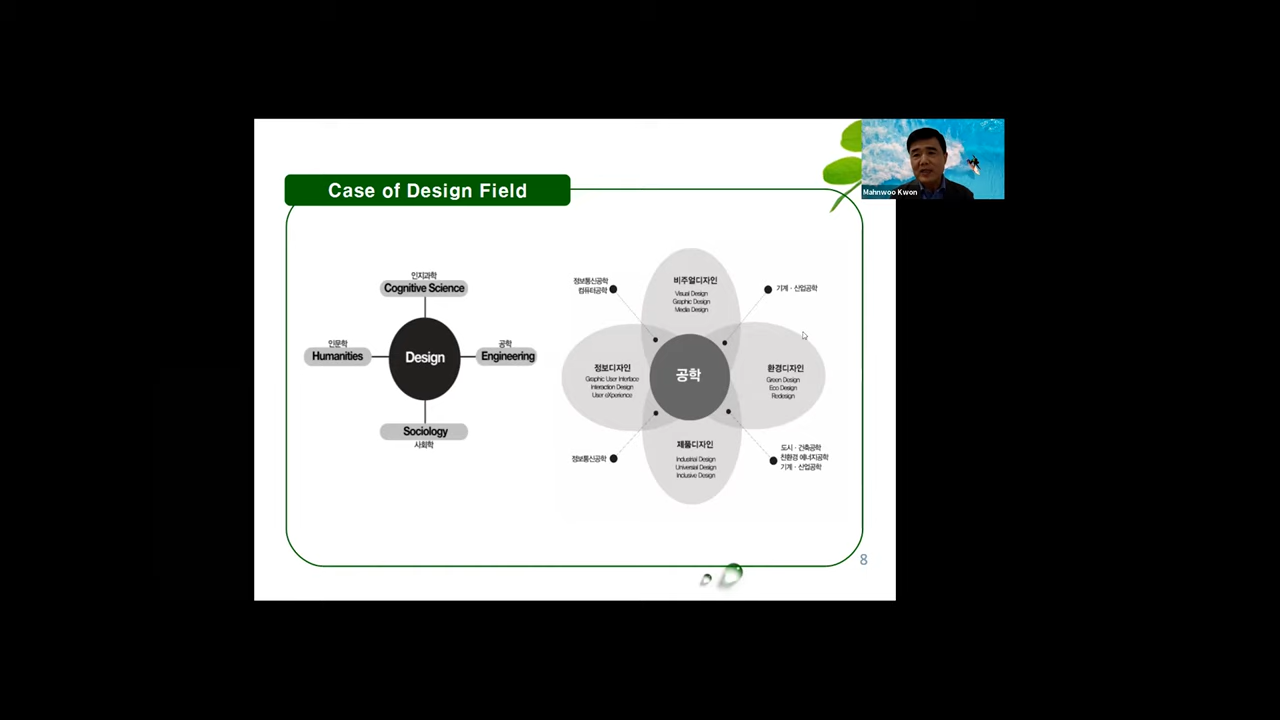 Case of Design Field
Mahnwoo Kwon
인지과학
Cognitive Science
인문학
Humanities
Design
공학
Engineering
Sociology
사회학
정보통신공학
컴퓨터공학
비주얼디자인
Visual Design
Graphic Design
Media Design
기계 · 산업공학
정보디자인
Graphic User Interface
Interaction Design
User eXperience
공학
환경디자인
Green Design
Eco Design
Redesign
제품디자인
Industrial Design
Universial Design
Inclusive Design
정보통신공학
도시 · 건축공학
친환경 에너지공학
기계 · 산업공학
8